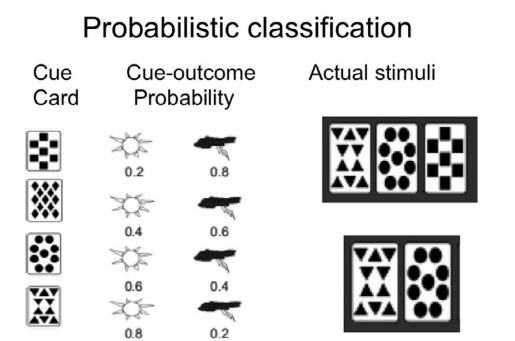 Probabilistic classification
Cue Card
Cue-outcome Probability
Actual stimuli
0.2 0.8
0.4 0.6
0.6 0.4
0.8 0.2